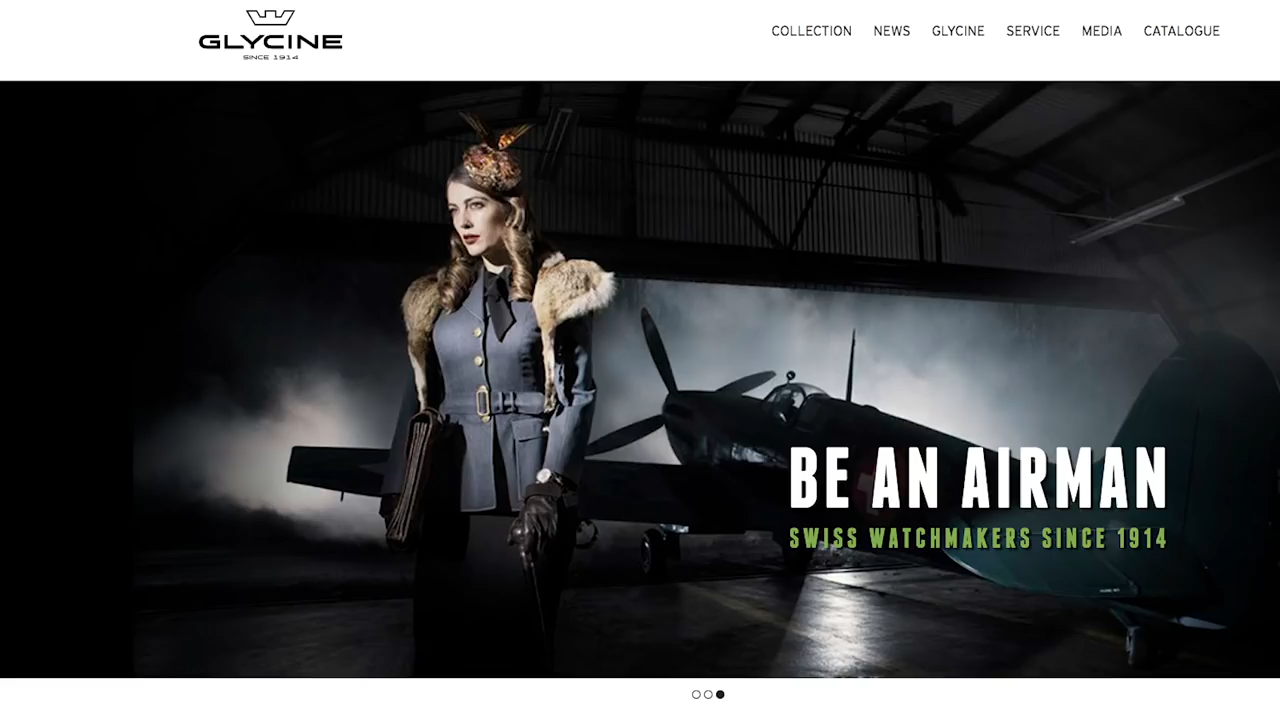 GLYCINE
SINCE 1914
COLLECTION NEWS GLYCINE SERVICE MEDIA CATALOGUE
BE AN AIRMAN
SWISS WATCHMAKERS SINCE 1914